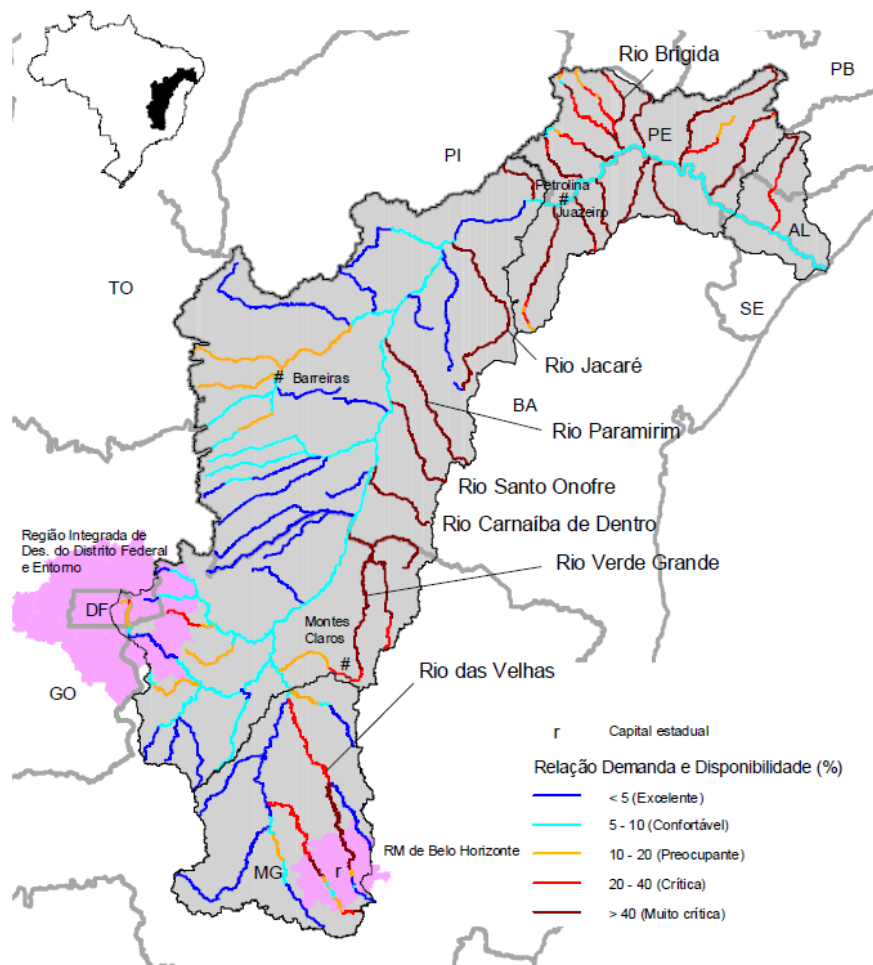 Rio Brígida
PB
PE
PI
Petrolina
#
Juazeiro
AL
TO
SE
Rio Jacaré
# Barreiras
BA
Rio Paramirim
Rio Santo Onofre
Rio Carnaíba de Dentro
Região Integrada de
Des. do Distrito Federal
e Entorno
Rio Verde Grande
DF
Montes
Claros
#
Rio das Velhas
GO
r Capital estadual
Relação Demanda e Disponibilidade (%)
< 5 (Excelente)
5 - 10 (Confortável)
RM de Belo Horizonte
10 - 20 (Preocupante)
MG
r
20 - 40 (Crítica)
> 40 (Muito crítica)